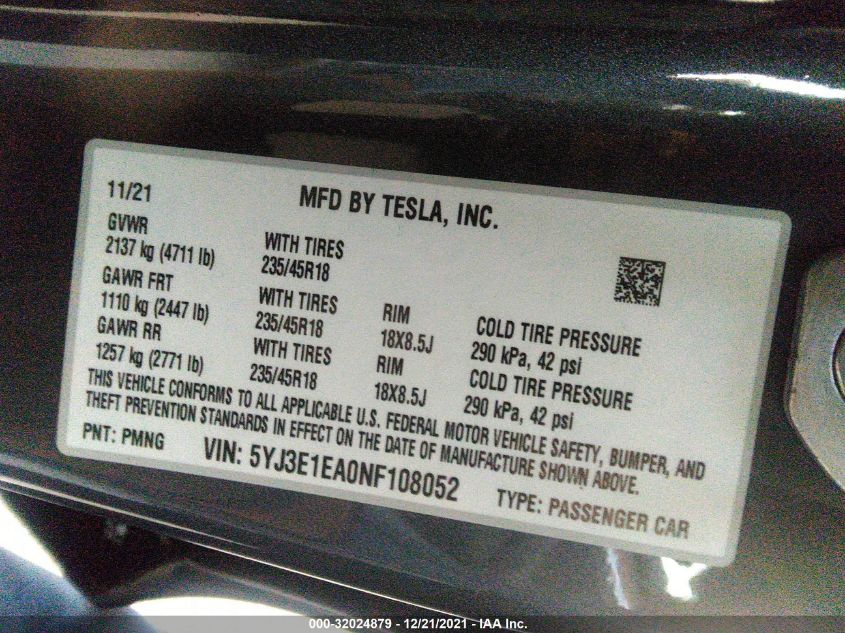 11/21
MFD BY TESLA, INC.
GVWR
2137 kg (4711 lb)
WITH TIRES
235/45R18
GAWR FRT
1110 kg (2447 lb)
WITH TIRES
235/45R18
RIM
18X8.5J
COLD TIRE PRESSURE
290 kPa, 42 psi
GAWR RR
1257 kg (2771 lb)
WITH TIRES
235/45R18
RIM
18X8.5J
COLD TIRE PRESSURE
290 kPa, 42 psi
THIS VEHICLE CONFORMS TO ALL APPLICABLE U.S. FEDERAL MOTOR VEHICLE SAFETY, BUMPER, AND
THEFT PREVENTION STANDARDS IN EFFECT ON THE DATE OF MANUFACTURE SHOWN ABOVE.
PNT: PMNG
VIN: 5YJ3E1EA0NF108052
TYPE: PASSENGER CAR
000-32024879 - 12/21/2021 - IAA Inc.